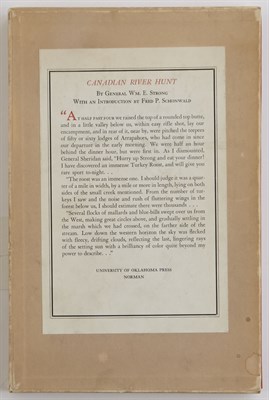 CANADIAN RIVER HUNT
BY GENERAL WM. E. STRONG
WITH AN INTRODUCTION BY FRED P. SCHONWALD
"AT HALF PAST FOUR we raised the top of a rounded top butte,
and in a little valley below us, within easy rifle shot, lay our
encampment, and in rear of it, near by, were pitched the teepees
of fifty or sixty lodges of Arrapahoys, who had come in since
our departure in the early morning. We were half an hour
behind the dinner hour, but were first in. As I dismounted,
General Sheridan said, "Hurry up Strong and eat your dinner!
I have discovered an immense Turkey Roost, and will give you
rare sport to-night. . .
"The roost was an immense one. I should judge it was a quar-
ter of a mile in width, by a mile or more in length, lying on both
sides of the small creek mentioned. From the number of tur-
keys I saw and the noise and rush of fluttering wings in the
forest below us, I should estimate there were thousands . . .
"Several flocks of mallards and blue-bills swept over us from
the West, making great circles above, and gradually settling in
the marsh which we had crossed, on the farther side of the
stream. Low down the western horizon the sky was flecked
with fleecy, drifting clouds, reflecting the last, lingering rays
of the setting sun with a brilliancy of color quite beyond my
power to describe. . ."
UNIVERSITY OF OKLAHOMA PRESS
NORMAN